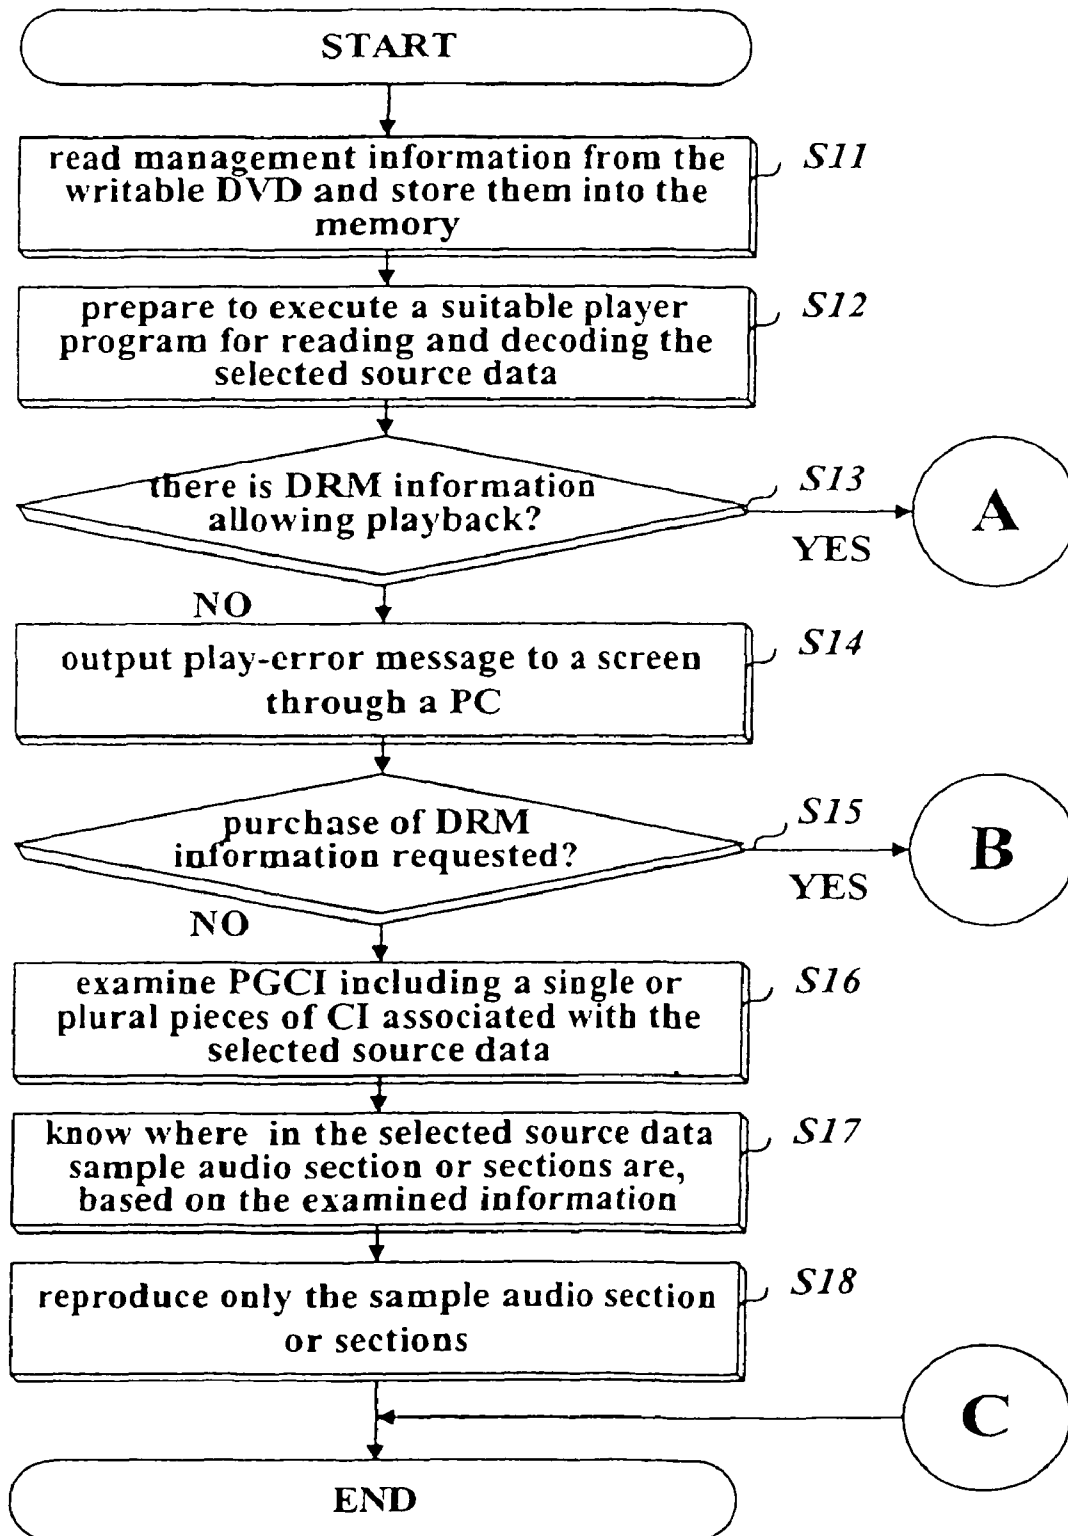 START
read management information from the
writable DVD and store them into the
memory
S11
prepare to execute a suitable player
program for reading and decoding the
selected source data
S12
there is DRM information
allowing playback?
S13
YES
A
NO
output play-error message to a screen
through a PC
S14
purchase of DRM
information requested?
S15
YES
B
NO
examine PGCI including a single or
plural pieces of CI associated with the
selected source data
S16
know where in the selected source data
sample audio section or sections are,
based on the examined information
S17
reproduce only the sample audio section
or sections
S18
C
END